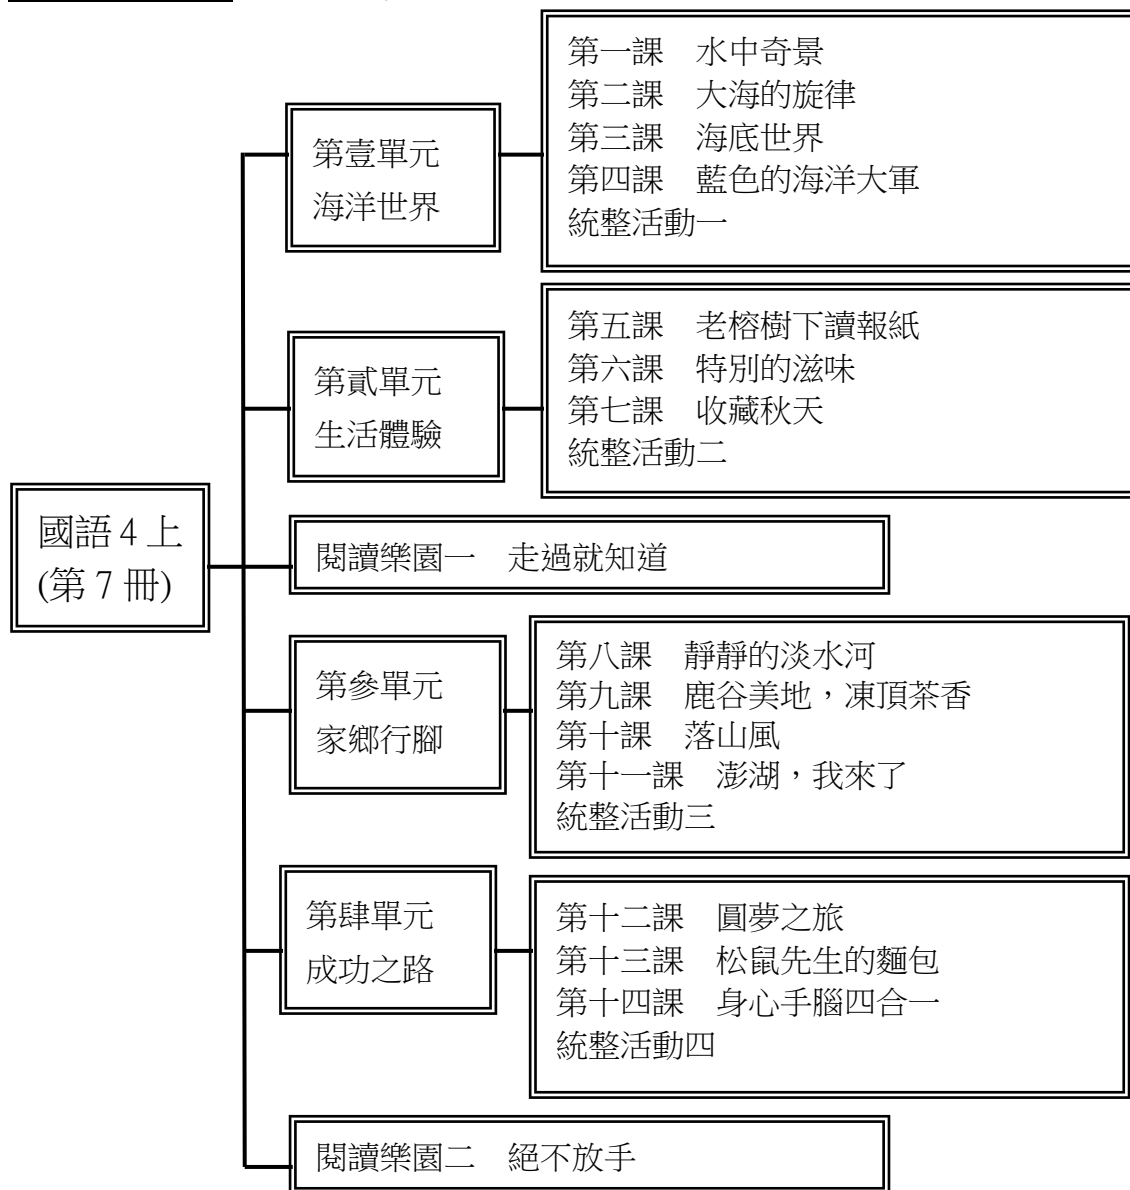 國語 4 上
(第 7 冊)
第壹單元
海洋世界
第一課　水中奇景
第二課　大海的旋律
第三課　海底世界
第四課　藍色的海洋大軍
統整活動一
第貳單元
生活體驗
第五課　老榕樹下讀報紙
第六課　特別的滋味
第七課　收藏秋天
統整活動二
閱讀樂園一　走過就知道
第參單元
家鄉行腳
第八課　靜靜的淡水河
第九課　鹿谷美地，凍頂茶香
第十課　落山風
第十一課　澎湖，我來了
統整活動三
第肆單元
成功之路
第十二課　圓夢之旅
第十三課　松鼠先生的麵包
第十四課　身心手腦四合一
統整活動四
閱讀樂園二　絕不放手